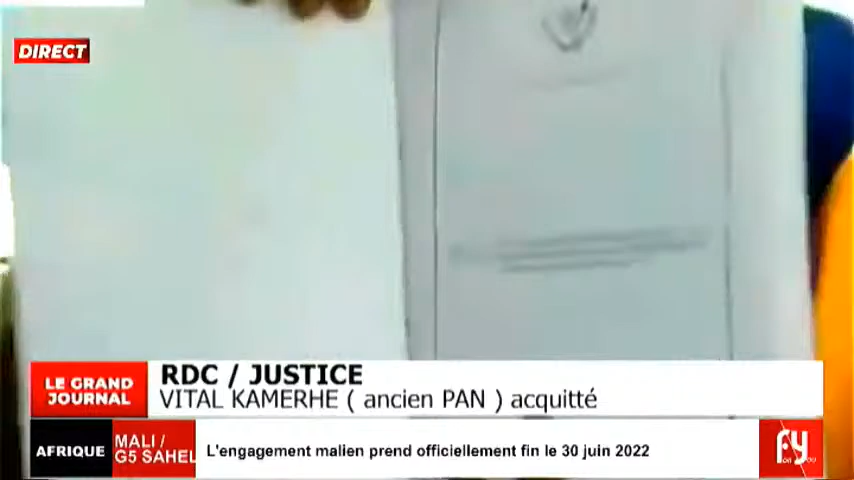 DIRECT
LE GRAND
JOURNAL
RDC / JUSTICE
VITAL KAMERHE ( ancien PAN ) acquitté
AFRIQUE
MALI /
G5 SAHEL
L'engagement malien prend officiellement fin le 30 juin 2022